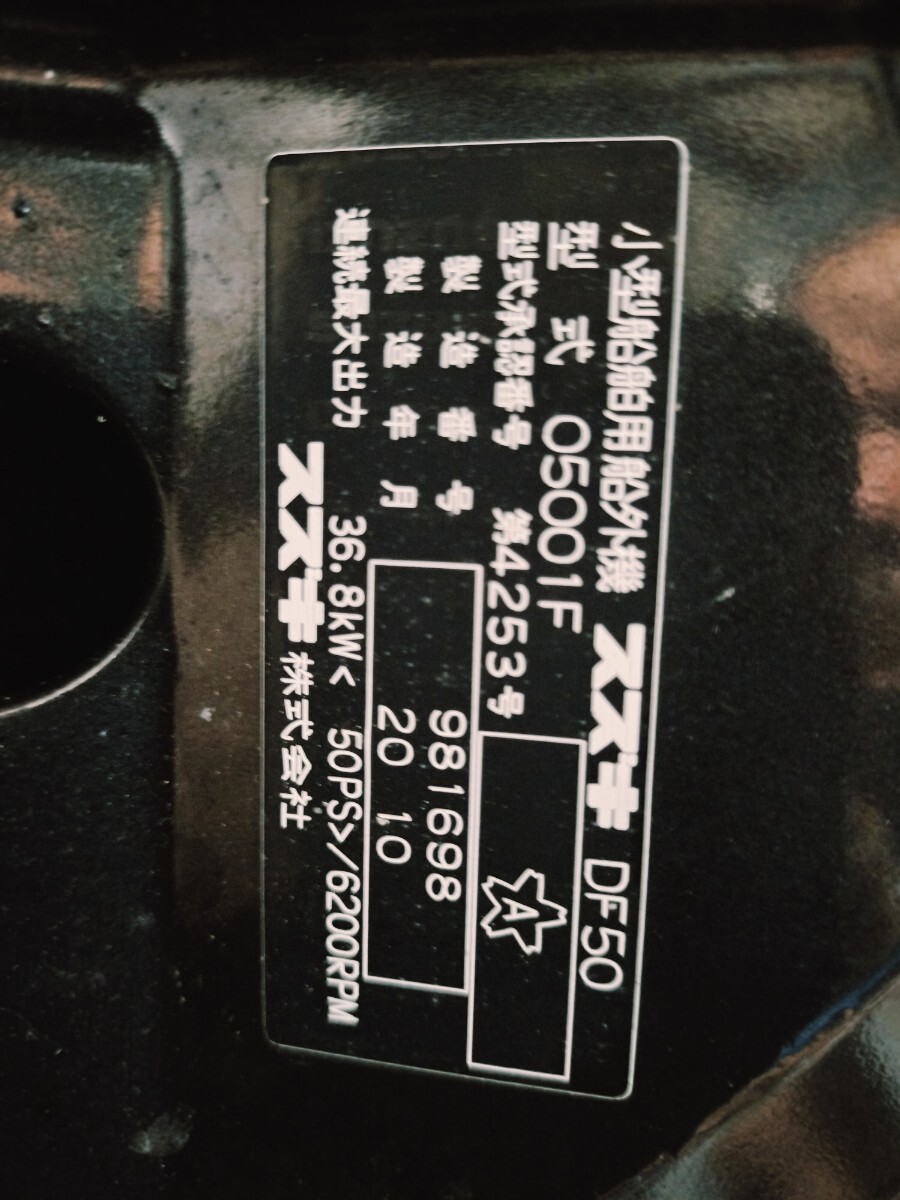 小型船舶用船外機 スズキ DF50
型式 05001F
型式承認番号 第4253号 A
製造番号 981698
製造年月 20 10
連続最大出力 36.8kW< 50PS>/6200RPM
スズキ株式会社